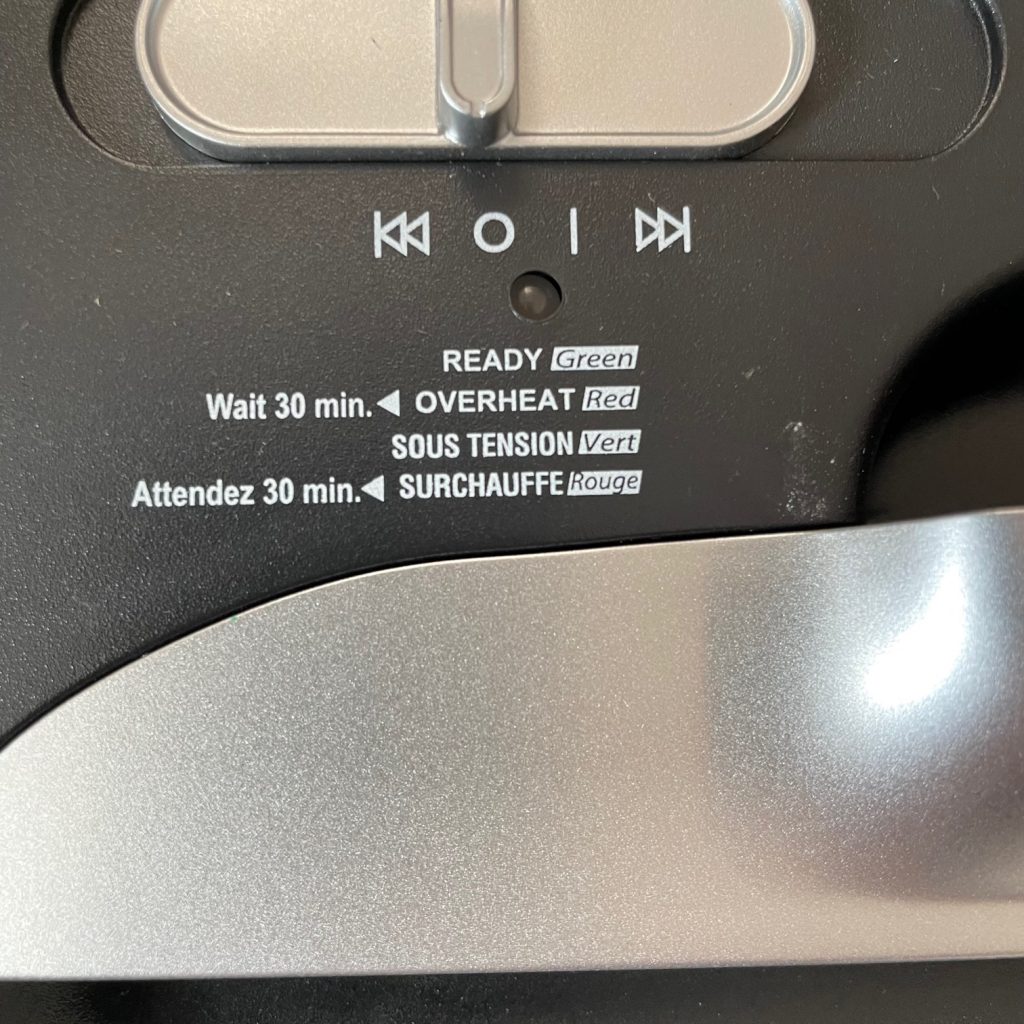 READY Green
Wait 30 min. ◀ OVERHEAT Red
SOUS TENSION Vert
Attendez 30 min. ◀ SURCHAUFFE Rouge